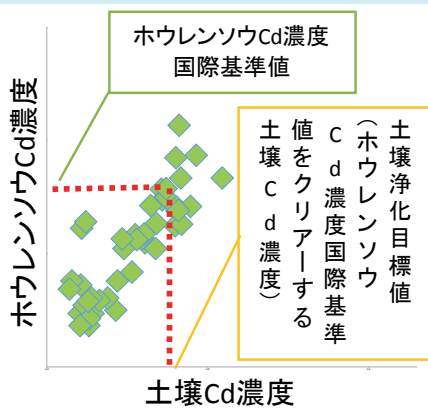 ホウレンソウCd濃度
国際基準値
土壌浄化目標値
(ホウレンソウ
Cd濃度国際基準
値をクリアーする
土壌Cd濃度)
ホウレンソウCd濃度
土壌Cd濃度